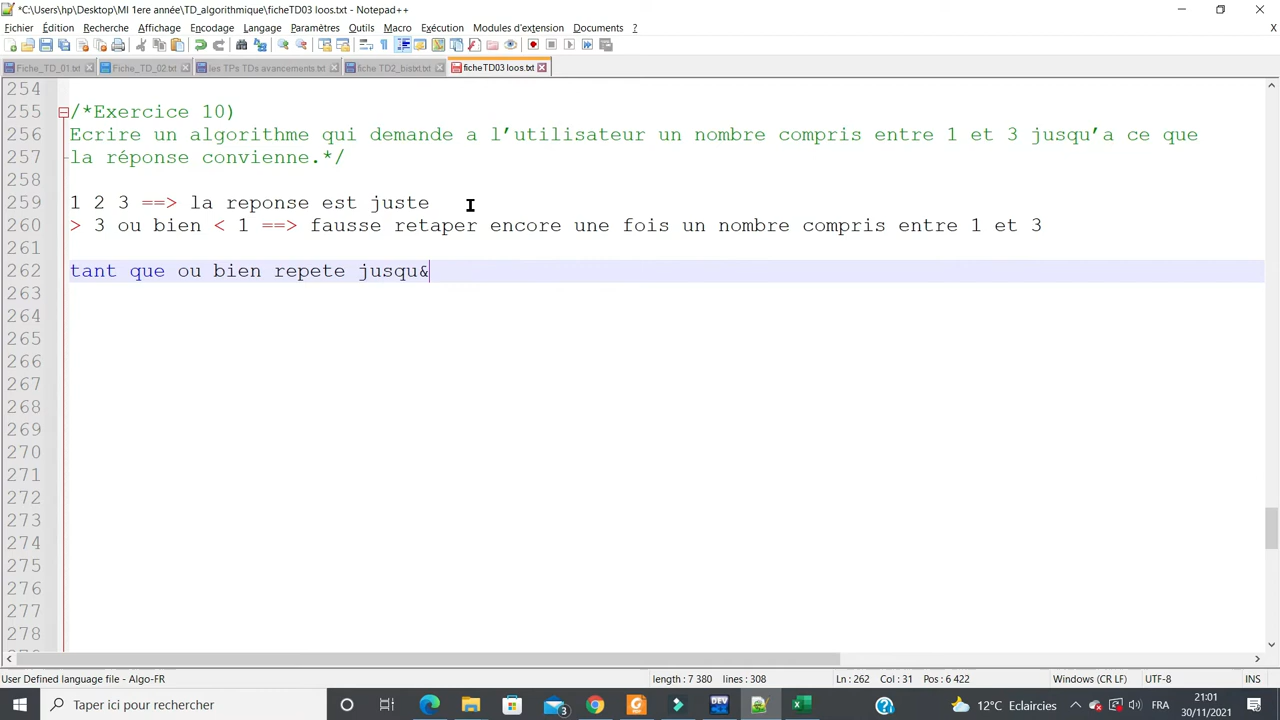 *C:\Users\hp\Desktop\MI 1ere année\TD_algorithmique\ficheTD03 loos.txt - Notepad++
Fichier Édition Recherche Affichage Encodage Langage Paramètres Outils Macro Exécution Modules d'extension Documents ?
X
Fiche_TD_01.txt Fiche_TD_02.txt les TPs TDs avancements.txt fiche TD2_bistxt.txt ficheTD03 loos.txt
254
255 /*Exercice 10)
256 Ecrire un algorithme qui demande a l’utilisateur un nombre compris entre 1 et 3 jusqu’a ce que
257 la réponse convienne.*/
258
259 1 2 3 ==> la reponse est juste
260 > 3 ou bien < 1 ==> fausse retaper encore une fois un nombre compris entre 1 et 3
261
262 tant que ou bien repete jusqu&
263
264
265
266
267
268
269
270
271
272
273
274
275
276
277
278
User Defined language file - Algo-FR length : 7 380 lines : 308 Ln : 262 Col : 31 Pos : 6 422 Windows (CR LF) UTF-8 INS
Taper ici pour rechercher 3 DEV 12°C Eclaircies FRA 21:01
30/11/2021